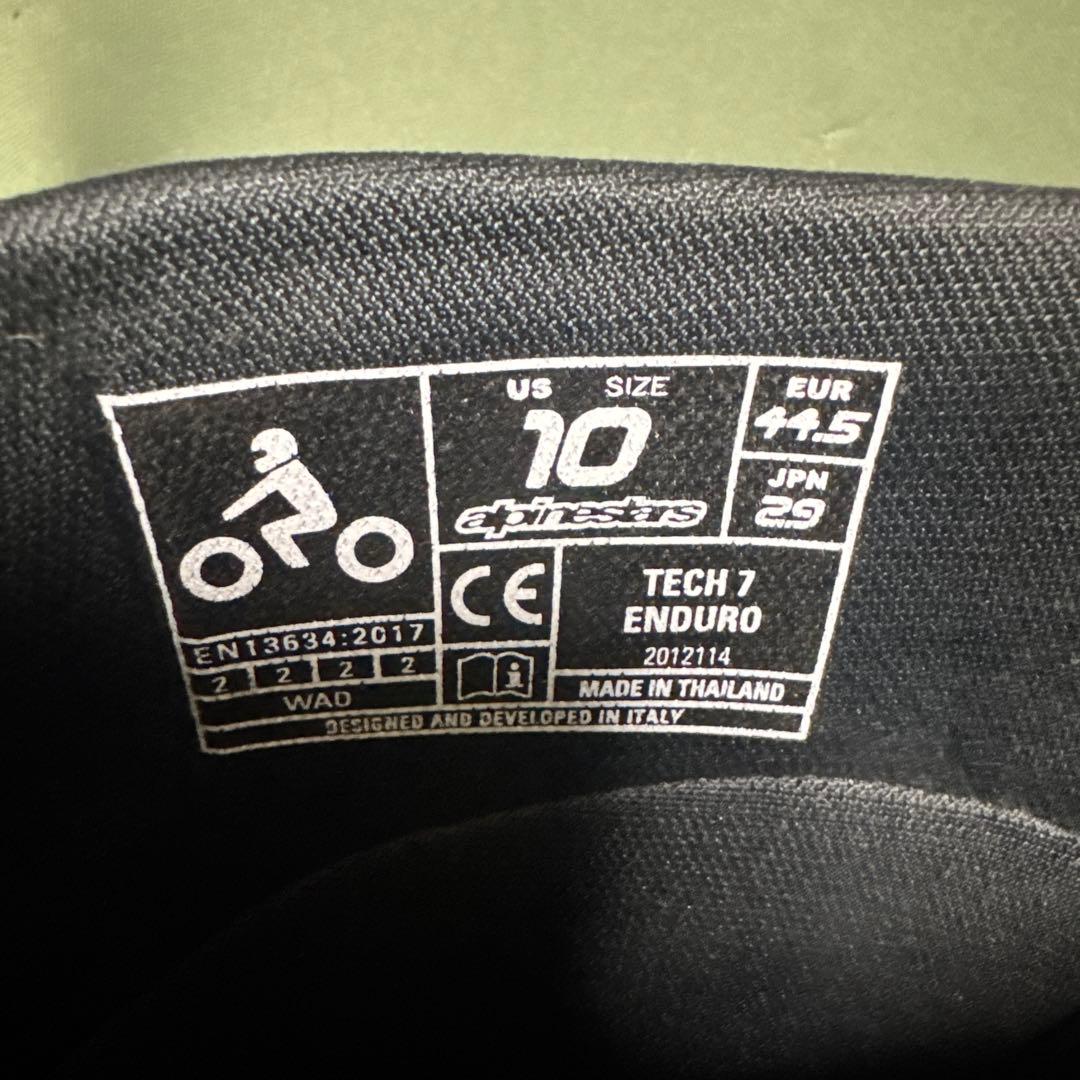 US SIZE
10
alpinestars
EUR
44.5
JPN
29
EN13634:2017
2 2 2 2
WAD
CE
i
TECH 7
ENDURO
2012114
MADE IN THAILAND
DESIGNED AND DEVELOPED IN ITALY